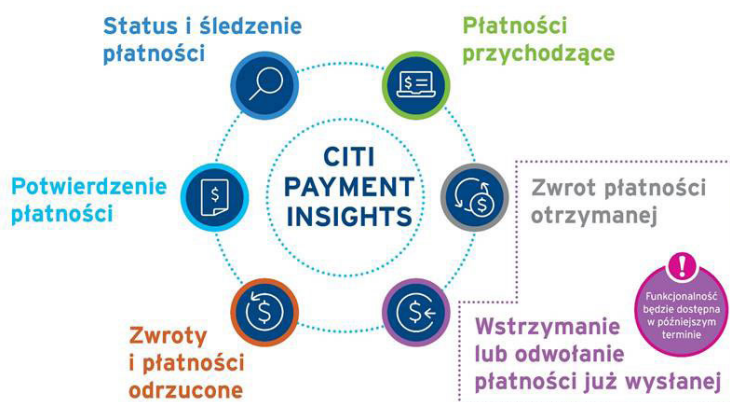 Status i śledzenie
płatności
Płatności
przychodzące
CITI
PAYMENT
INSIGHTS
Potwierdzenie
płatności
Zwrot płatności
otrzymanej
Zwroty
i płatności
odrzucone
Wstrzymanie
lub odwołanie
płatności już wysłanej
!
Funkcjonalność
będzie dostępna
w późniejszym
terminie
$
$
$
$
$